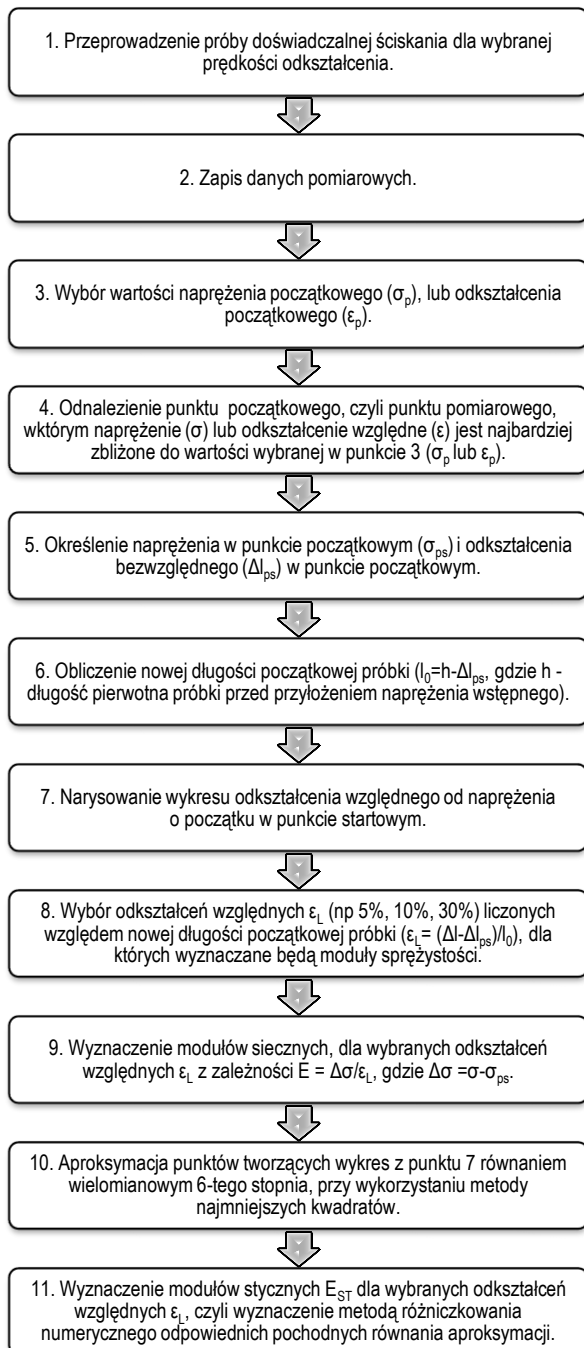 1. Przeprowadzenie próby doświadczalnej ściskania dla wybranej
prędkości odkształcenia.
2. Zapis danych pomiarowych.
3. Wybór wartości naprężenia początkowego (σp), lub odkształcenia
początkowego (εp).
4. Odnalezienie punktu  początkowego, czyli punktu pomiarowego,
wktórym naprężenie (σ) lub odkształcenie względne (ε) jest najbardziej
zbliżone do wartości wybranej w punkcie 3 (σp lub εp).
5. Określenie naprężenia w punkcie początkowym (σps) i odkształcenia
bezwzględnego (Δlps) w punkcie początkowym.
6. Obliczenie nowej długości początkowej próbki (l0=h-Δlps, gdzie h -
długość pierwotna próbki przed przyłożeniem naprężenia wstępnego).
7. Narysowanie wykresu odkształcenia względnego od naprężenia
o początku w punkcie startowym.
8. Wybór odkształceń względnych εL (np 5%, 10%, 30%) liczonych
względem nowej długości początkowej próbki (εL= (Δl-Δlps)/l0), dla
których wyznaczane będą moduły sprężystości.
9. Wyznaczenie modułów siecznych, dla wybranych odkształceń
względnych εL z zależności E = Δσ/εL, gdzie Δσ =σ-σps.
10. Aproksymacja punktów tworzących wykres z punktu 7 równaniem
wielomianowym 6-tego stopnia, przy wykorzystaniu metody
najmniejszych kwadratów.
11. Wyznaczenie modułów stycznych EST dla wybranych odkształceń
względnych εL, czyli wyznaczenie metodą różniczkowania
numerycznego odpowiednich pochodnych równania aproksymacji.